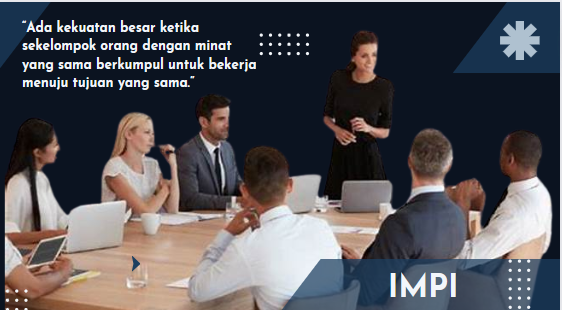 “Ada kekuatan besar ketika
sekelompok orang dengan minat
yang sama berkumpul untuk bekerja
menuju tujuan yang sama.”
IMPI